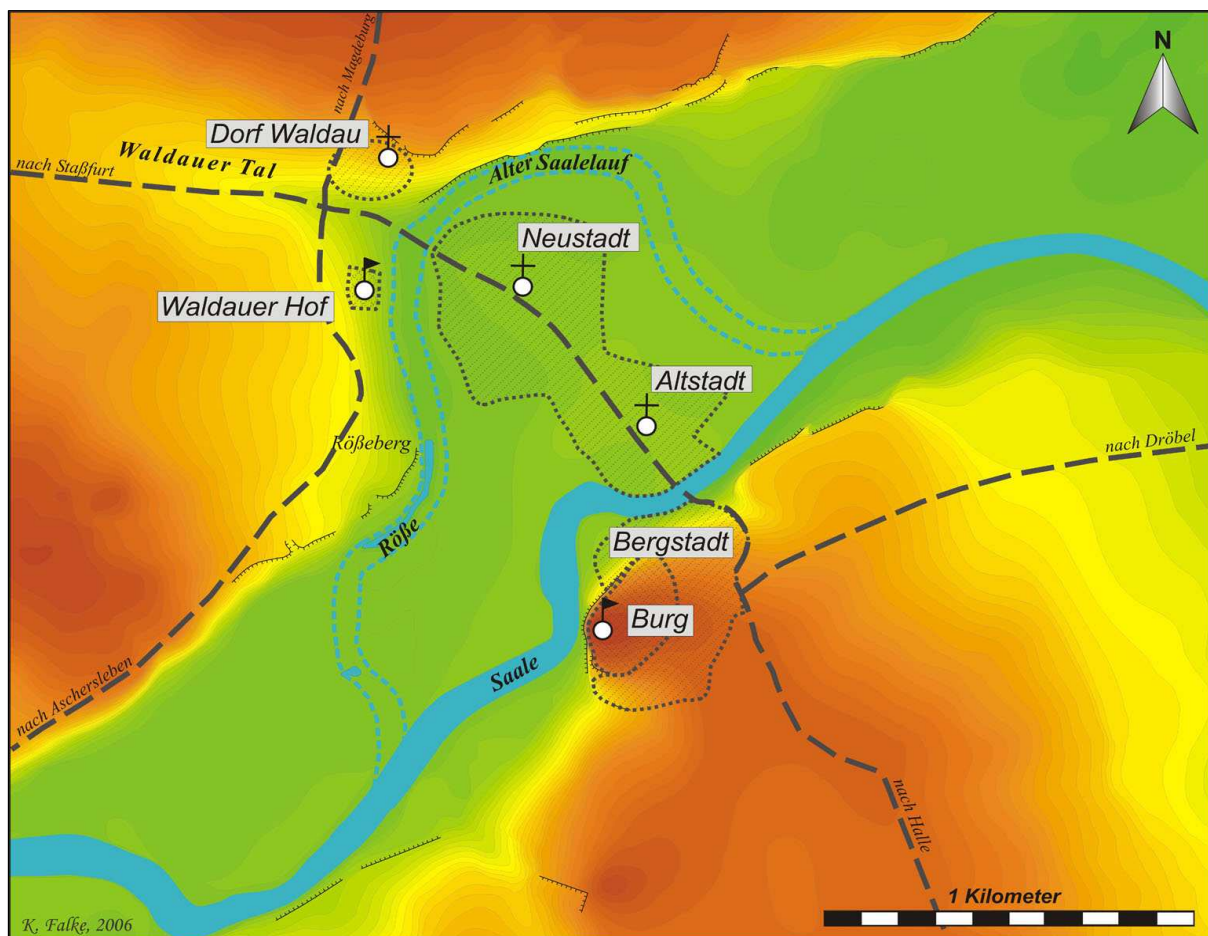 nach Magdeburg
N
Dorf Waldau
Waldauer Tal
nach Staßfurt
Alter Saalelauf
Neustadt
Waldauer Hof
Altstadt
Rößeberg
nach Dröbel
Röße
Bergstadt
Burg
Saale
nach Aschersleben
nach Halle
1 Kilometer
K. Falke, 2006